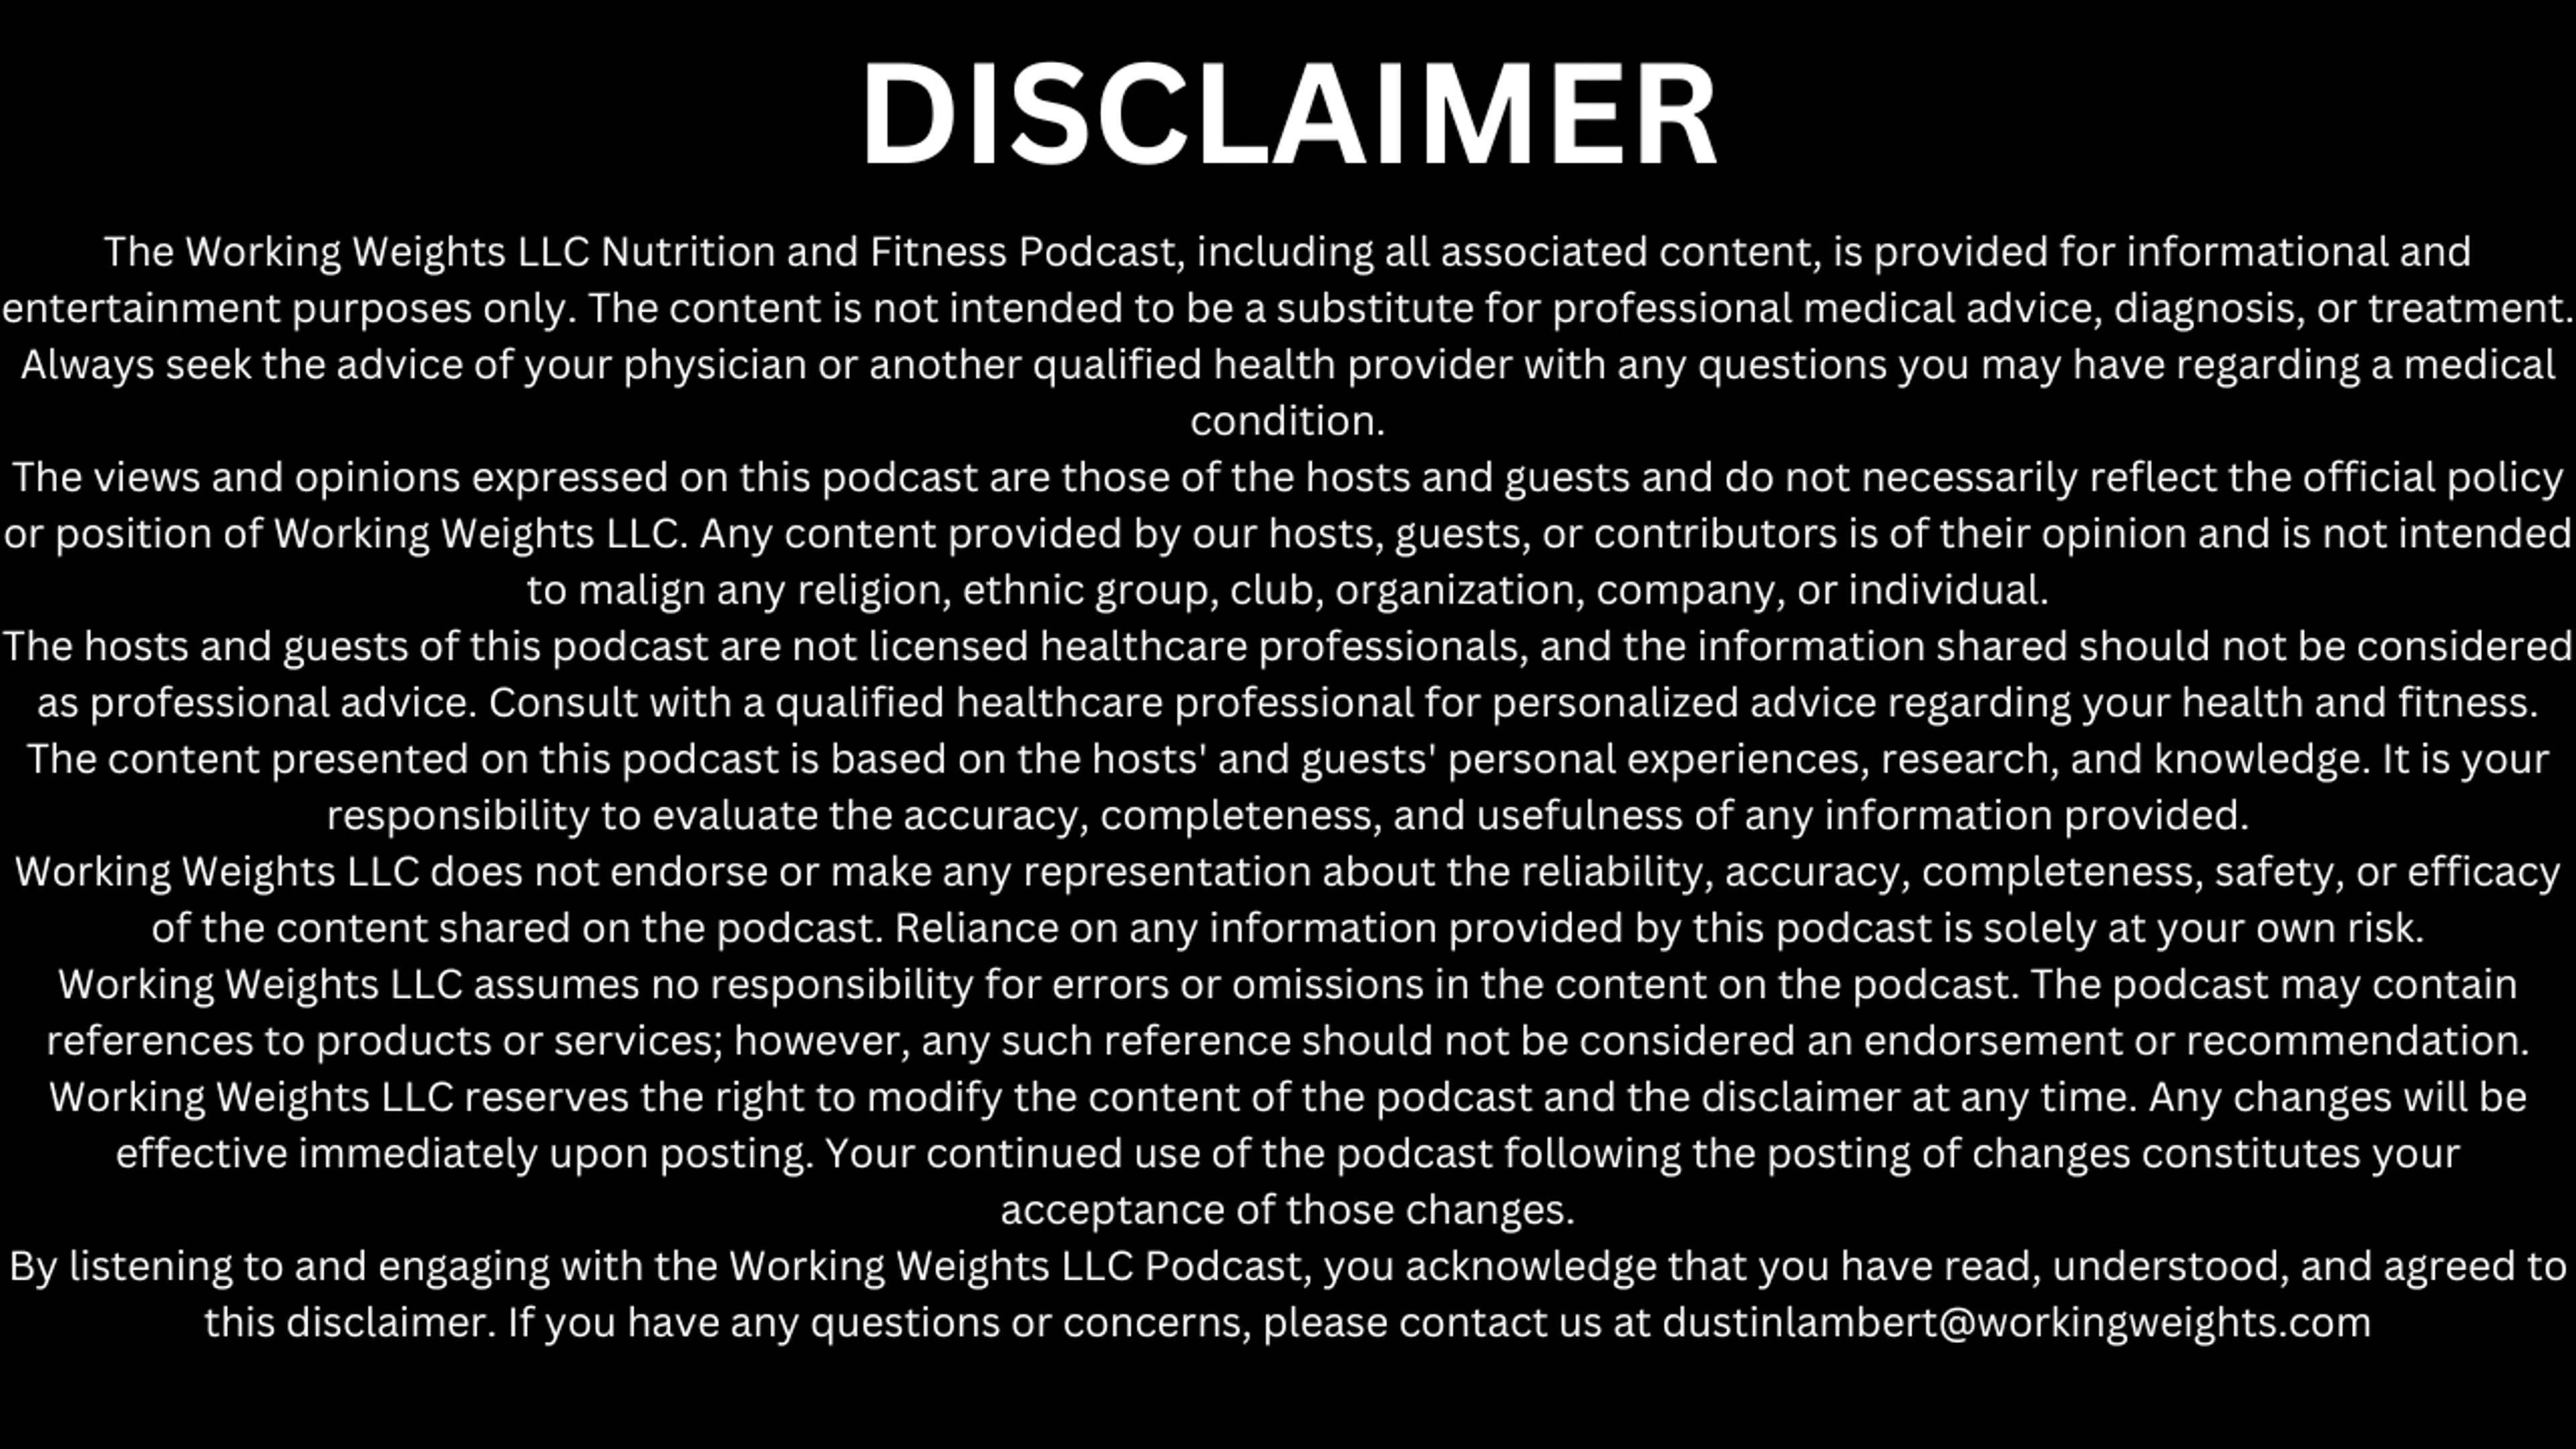 DISCLAIMER
The Working Weights LLC Nutrition and Fitness Podcast, including all associated content, is provided for informational and
entertainment purposes only. The content is not intended to be a substitute for professional medical advice, diagnosis, or treatment.
Always seek the advice of your physician or another qualified health provider with any questions you may have regarding a medical
condition.
The views and opinions expressed on this podcast are those of the hosts and guests and do not necessarily reflect the official policy
or position of Working Weights LLC. Any content provided by our hosts, guests, or contributors is of their opinion and is not intended
to malign any religion, ethnic group, club, organization, company, or individual.
The hosts and guests of this podcast are not licensed healthcare professionals, and the information shared should not be considered
as professional advice. Consult with a qualified healthcare professional for personalized advice regarding your health and fitness.
The content presented on this podcast is based on the hosts' and guests' personal experiences, research, and knowledge. It is your
responsibility to evaluate the accuracy, completeness, and usefulness of any information provided.
Working Weights LLC does not endorse or make any representation about the reliability, accuracy, completeness, safety, or efficacy
of the content shared on the podcast. Reliance on any information provided by this podcast is solely at your own risk.
Working Weights LLC assumes no responsibility for errors or omissions in the content on the podcast. The podcast may contain
references to products or services; however, any such reference should not be considered an endorsement or recommendation.
Working Weights LLC reserves the right to modify the content of the podcast and the disclaimer at any time. Any changes will be
effective immediately upon posting. Your continued use of the podcast following the posting of changes constitutes your
acceptance of those changes.
By listening to and engaging with the Working Weights LLC Podcast, you acknowledge that you have read, understood, and agreed to
this disclaimer. If you have any questions or concerns, please contact us at dustinlambert@workingweights.com